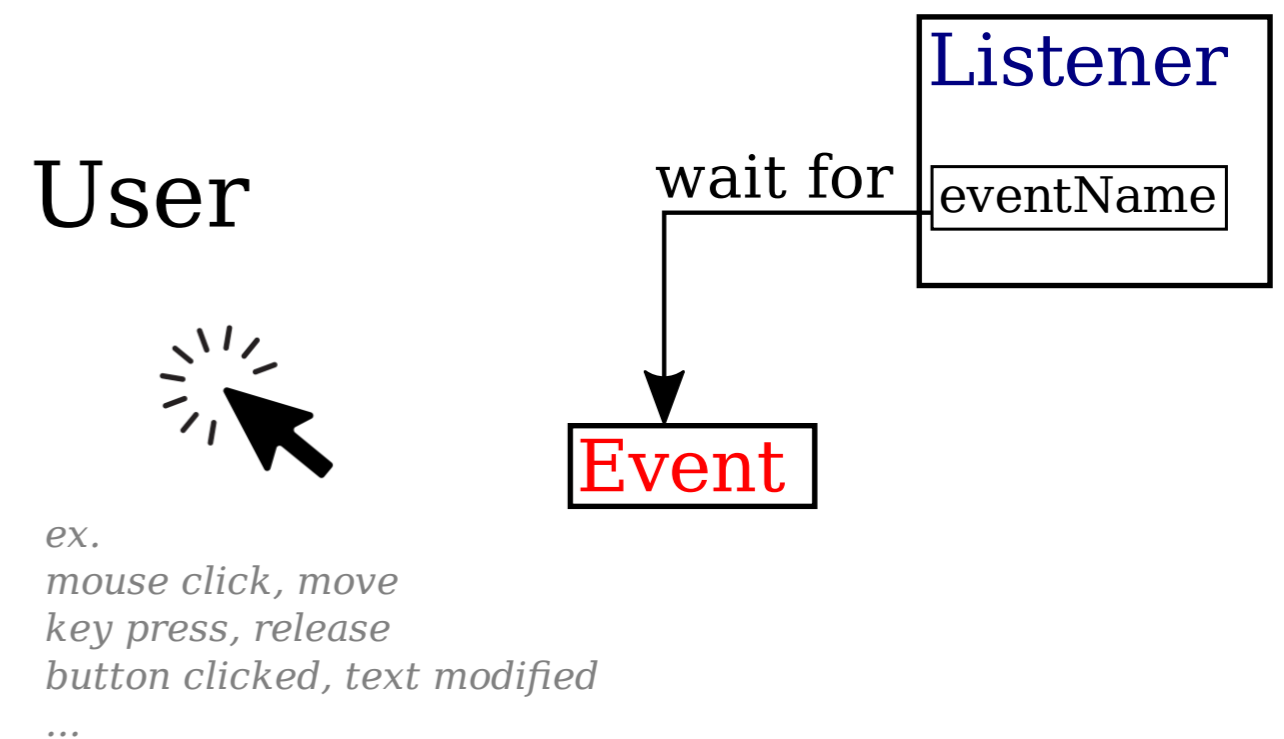 Listener
wait for
eventName
User
Event
ex.
mouse click, move
key press, release
button clicked, text modified
...